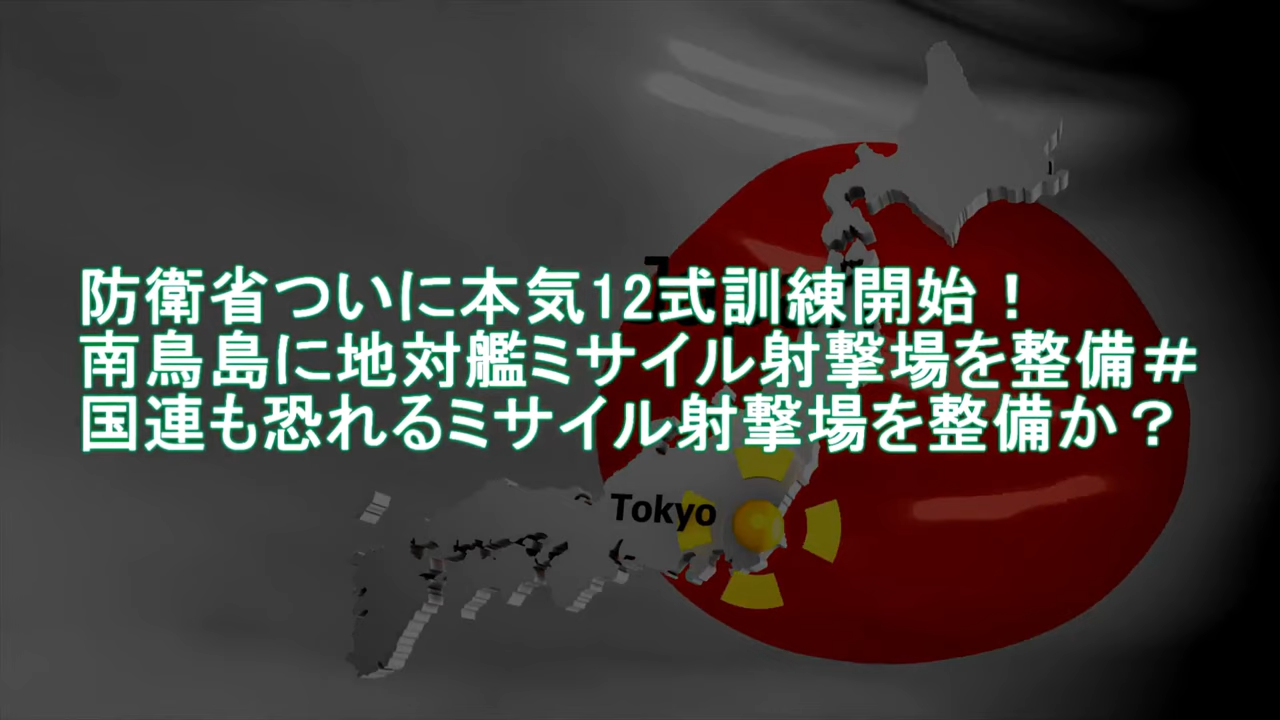 防衛省ついに本気12式訓練開始！
南鳥島に地対艦ミサイル射撃場を整備＃
国連も恐れるミサイル射撃場を整備か？
Tokyo